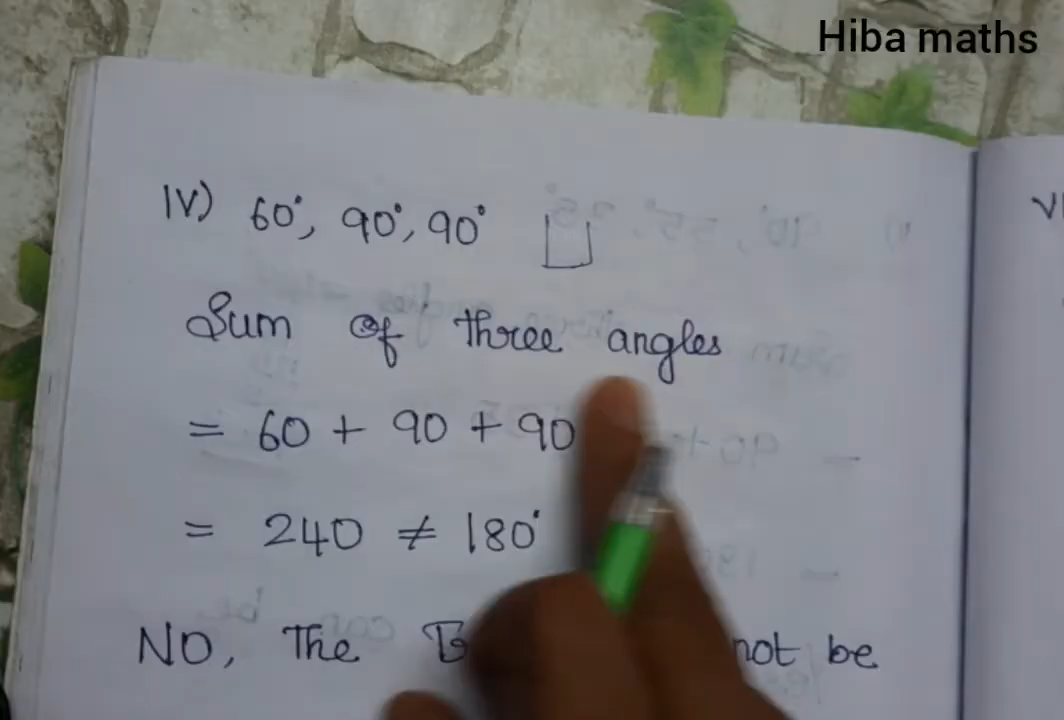 Hiba maths
IV) 60°, 90°, 90°
Sum of three angles
= 60 + 90 + 90
= 240 ≠ 180°
NO, The not be